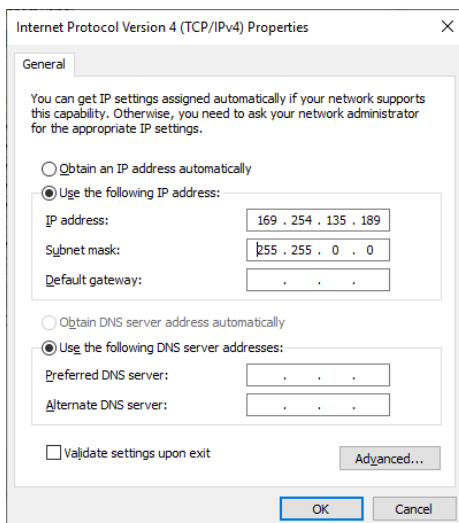 Internet Protocol Version 4 (TCP/IPv4) Properties
General
You can get IP settings assigned automatically if your network supports
this capability. Otherwise, you need to ask your network administrator
for the appropriate IP settings.
Obtain an IP address automatically
Use the following IP address:
IP address: 169 . 254 . 135 . 189
Subnet mask: 255 . 255 . 0 . 0
Default gateway: . . .
Obtain DNS server address automatically
Use the following DNS server addresses:
Preferred DNS server: . . .
Alternate DNS server: . . .
Validate settings upon exit
Advanced...
OK Cancel